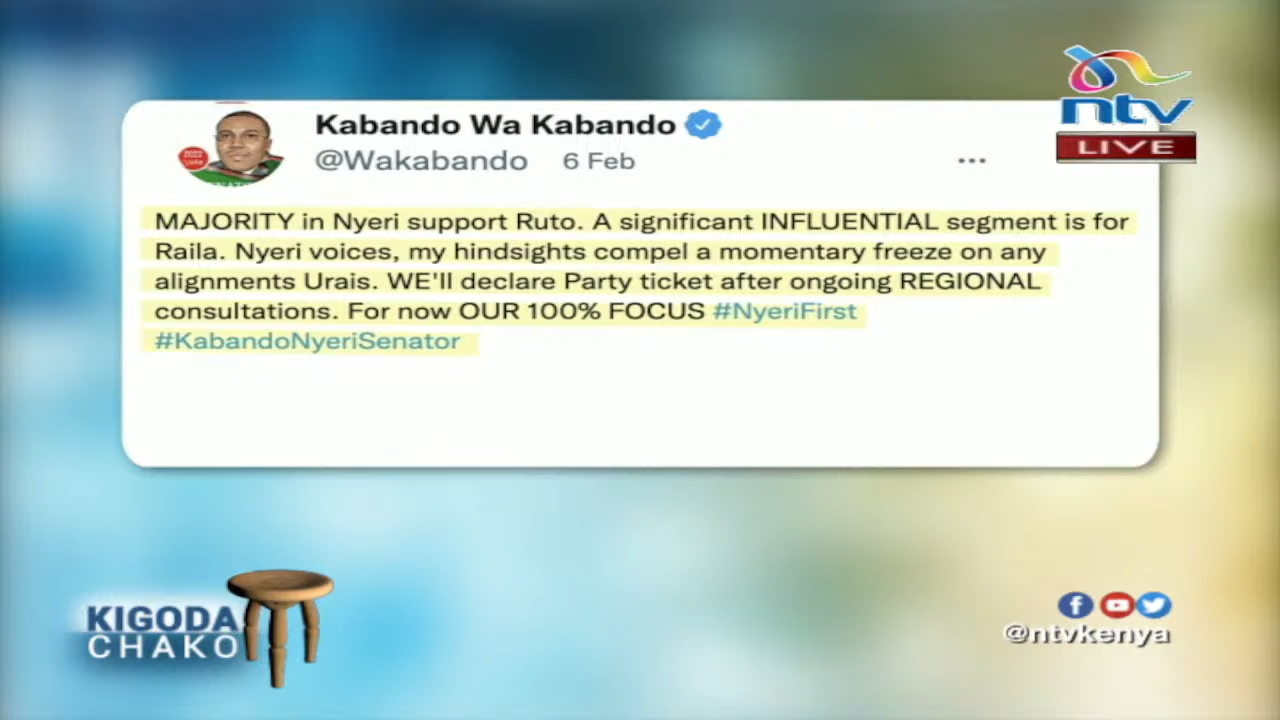 ntv
LIVE
Kabando Wa Kabando
@Wakabando 6 Feb
MAJORITY in Nyeri support Ruto. A significant INFLUENTIAL segment is for
Raila. Nyeri voices, my hindsights compel a momentary freeze on any
alignments Urais. WE'll declare Party ticket after ongoing REGIONAL
consultations. For now OUR 100% FOCUS #NyeriFirst
#KabandoNyeriSenator
KIGODA
CHAKO
@ntvkenya